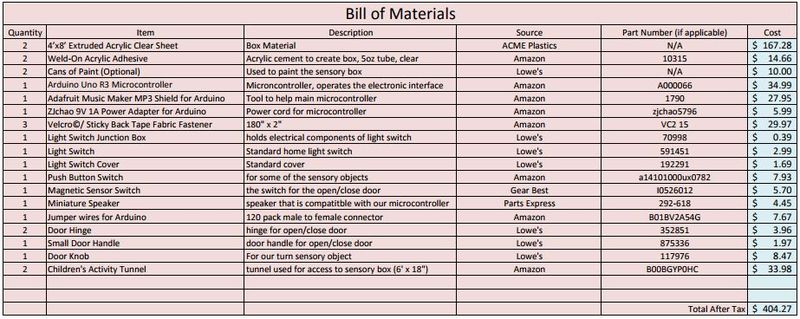 Bill of Materials
Quantity Item Description Source Part Number (if applicable) Cost
2 4'x8' Extruded Acrylic Clear Sheet Box Material ACME Plastics N/A $ 167.28
2 Weld-On Acrylic Adhesive Acrylic cement to create box, 5oz tube, clear Amazon 10315 $ 14.66
2 Cans of Paint (Optional) Used to paint the sensory box Lowe's N/A $ 10.00
1 Arduino Uno R3 Microcontroller Microncontroller, operates the electronic interface Amazon A000066 $ 34.99
1 Adafruit Music Maker MP3 Shield for Arduino Tool to help main microcontroller Amazon 1790 $ 27.95
1 ZJchao 9V 1A Power Adapter for Arduino Power cord for microcontroller Amazon zjchao5796 $ 5.99
3 Velcro©/ Sticky Back Tape Fabric Fastener 180" x 2" Amazon VC2 15 $ 29.97
1 Light Switch Junction Box holds electrical components of light switch Lowe's 70998 $ 0.39
1 Light Switch Standard home light switch Lowe's 591451 $ 2.99
1 Light Switch Cover Standard cover Lowe's 192291 $ 1.69
1 Push Button Switch for some of the sensory objects Amazon a14101000ux0782 $ 7.93
1 Magnetic Sensor Switch the switch for the open/close door Gear Best I0526012 $ 5.70
1 Miniature Speaker speaker that is compatitble with our microcontroller Parts Express 292-618 $ 4.45
1 Jumper wires for Arduino 120 pack male to female connector Amazon B01BV2A54G $ 7.67
2 Door Hinge hinge for open/close door Lowe's 352851 $ 3.96
1 Small Door Handle door handle for open/close door Lowe's 875336 $ 1.97
1 Door Knob For our turn sensory object Lowe's 117976 $ 8.47
2 Children's Activity Tunnel tunnel used for access to sensory box (6' x 18") Amazon B00BGYP0HC $ 33.98
Total After Tax $ 404.27